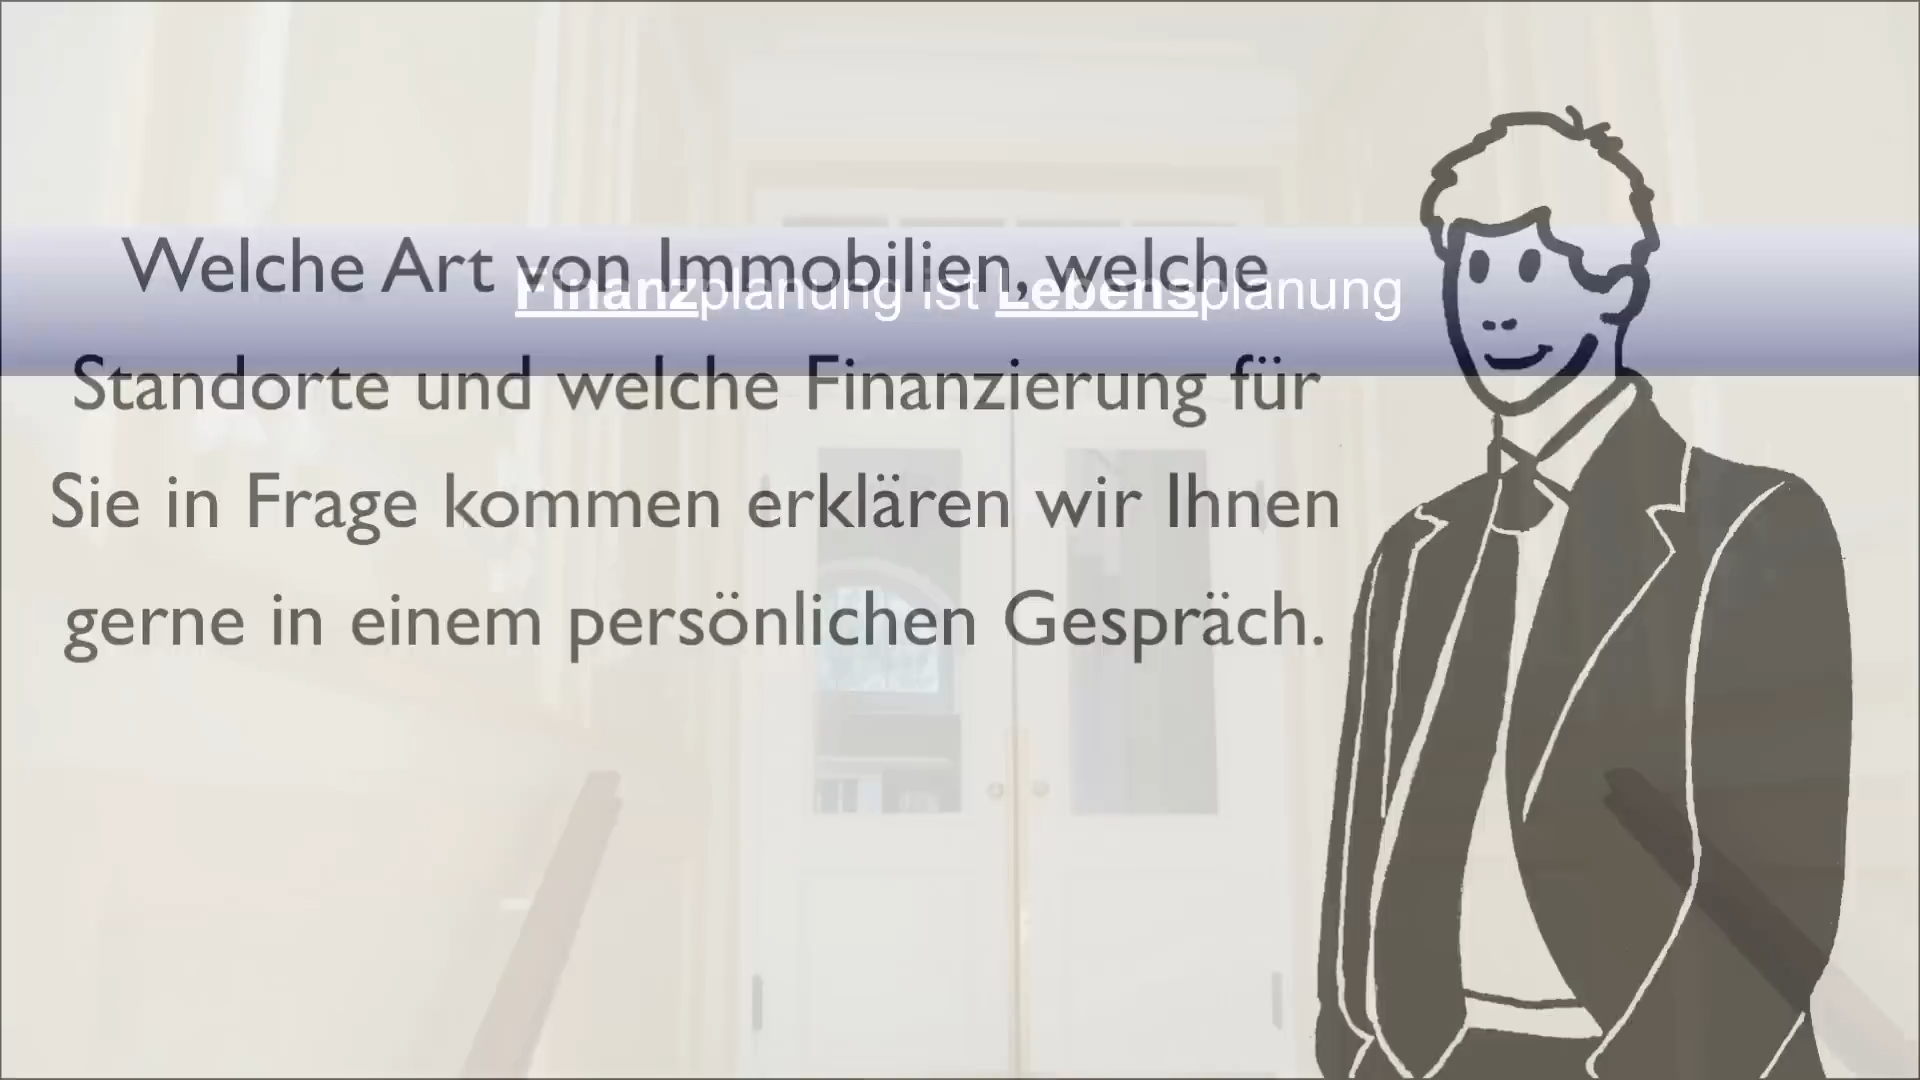 Welche Art von Immobilien, welche
Finanzplanung ist Lebensplanung
Standorte und welche Finanzierung für
Sie in Frage kommen erklären wir Ihnen
gerne in einem persönlichen Gespräch.